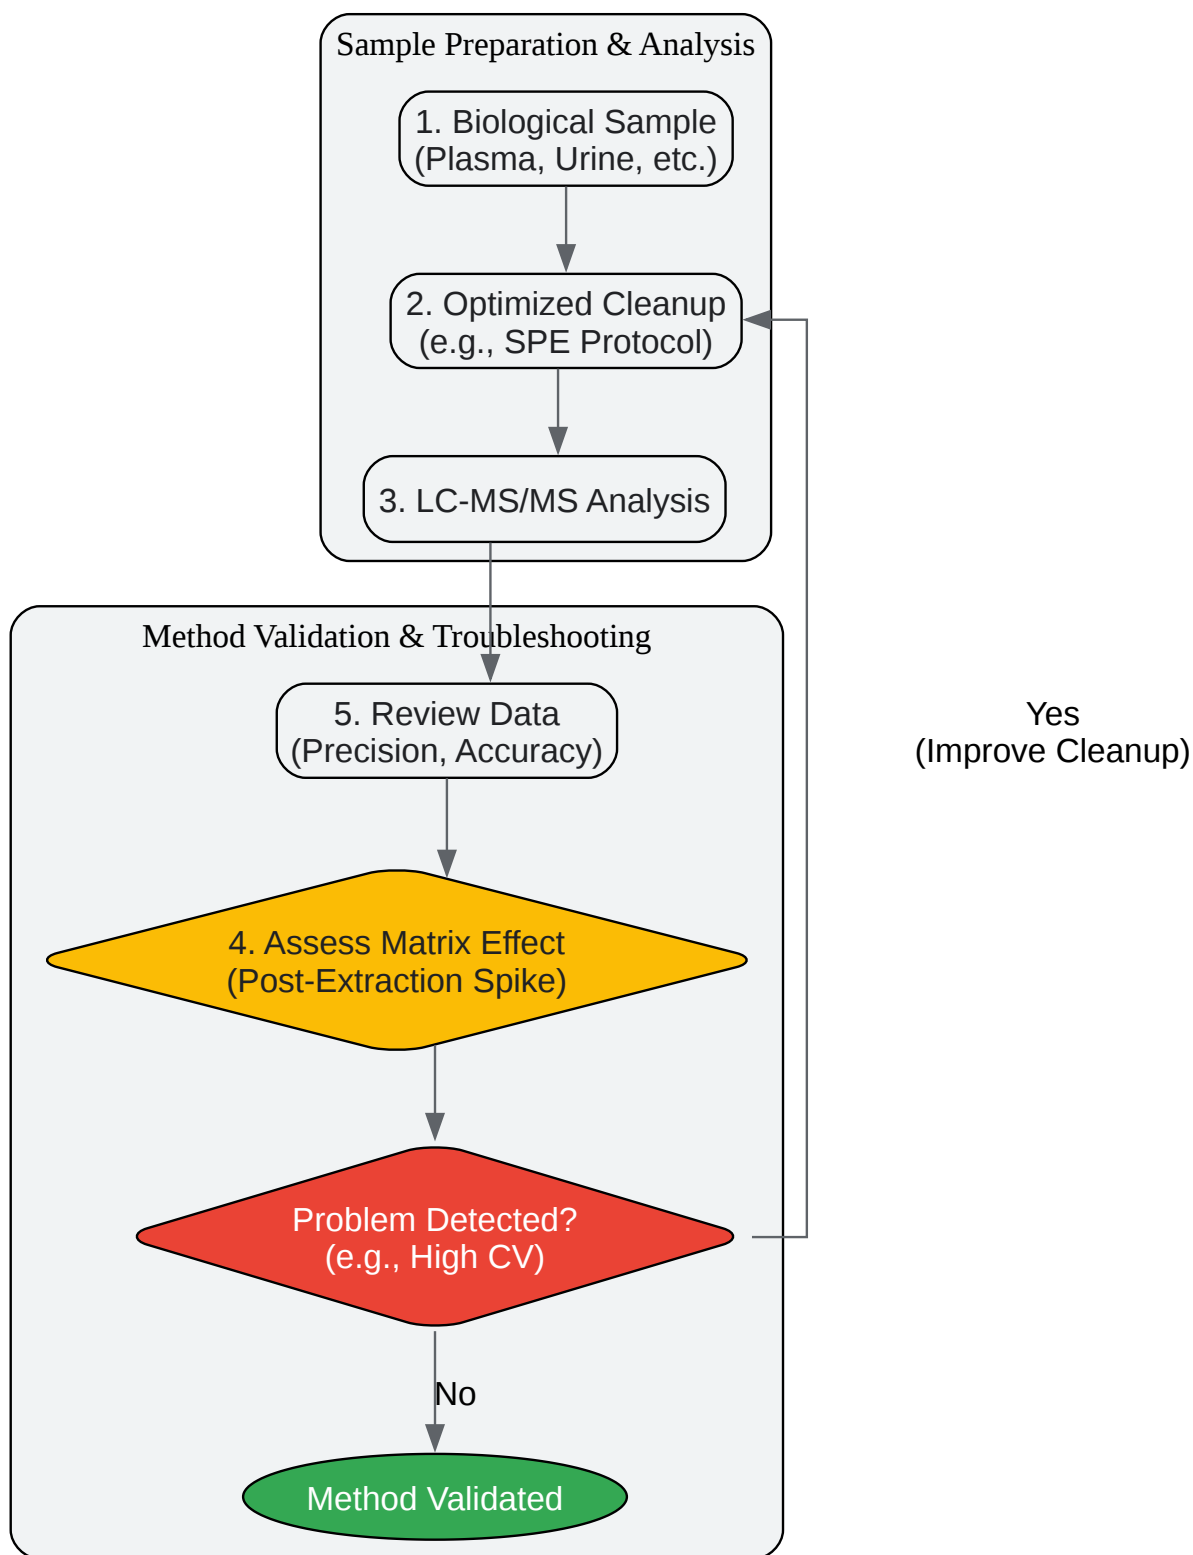 Sample Preparation & Analysis
1. Biological Sample
(Plasma, Urine, etc.)
2. Optimized Cleanup
(e.g., SPE Protocol)
3. LC-MS/MS Analysis
Method Validation & Troubleshooting
5. Review Data
(Precision, Accuracy)
Yes
(Improve Cleanup)
4. Assess Matrix Effect
(Post-Extraction Spike)
Problem Detected?
(e.g., High CV)
No
Method Validated